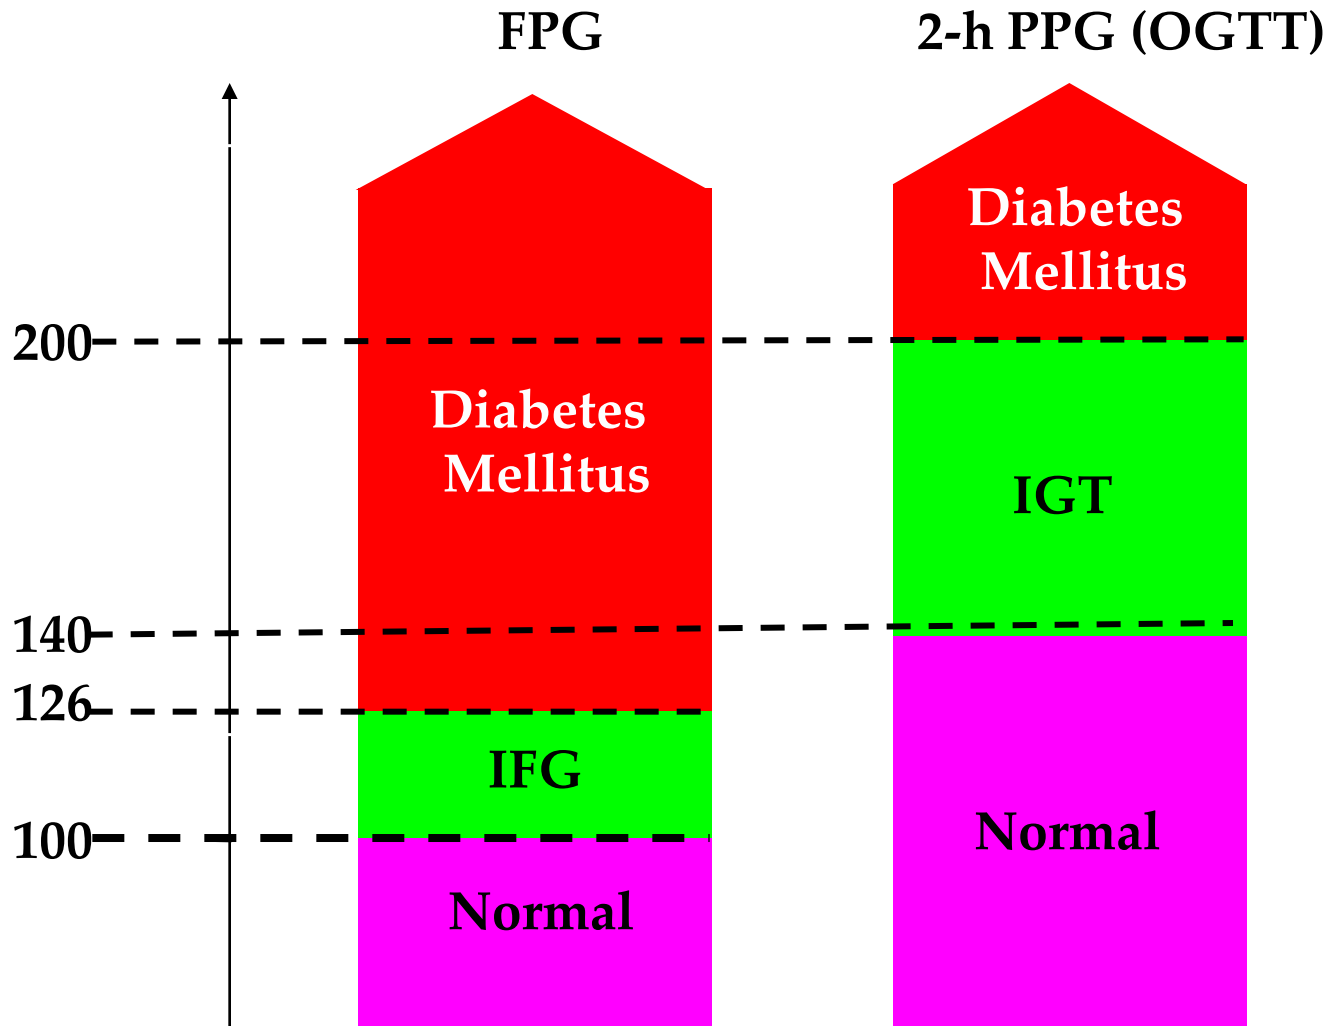 FPG
2-h PPG (OGTT)
Diabetes
Mellitus
200
Diabetes
Mellitus
IGT
140
126
IFG
100
Normal
Normal